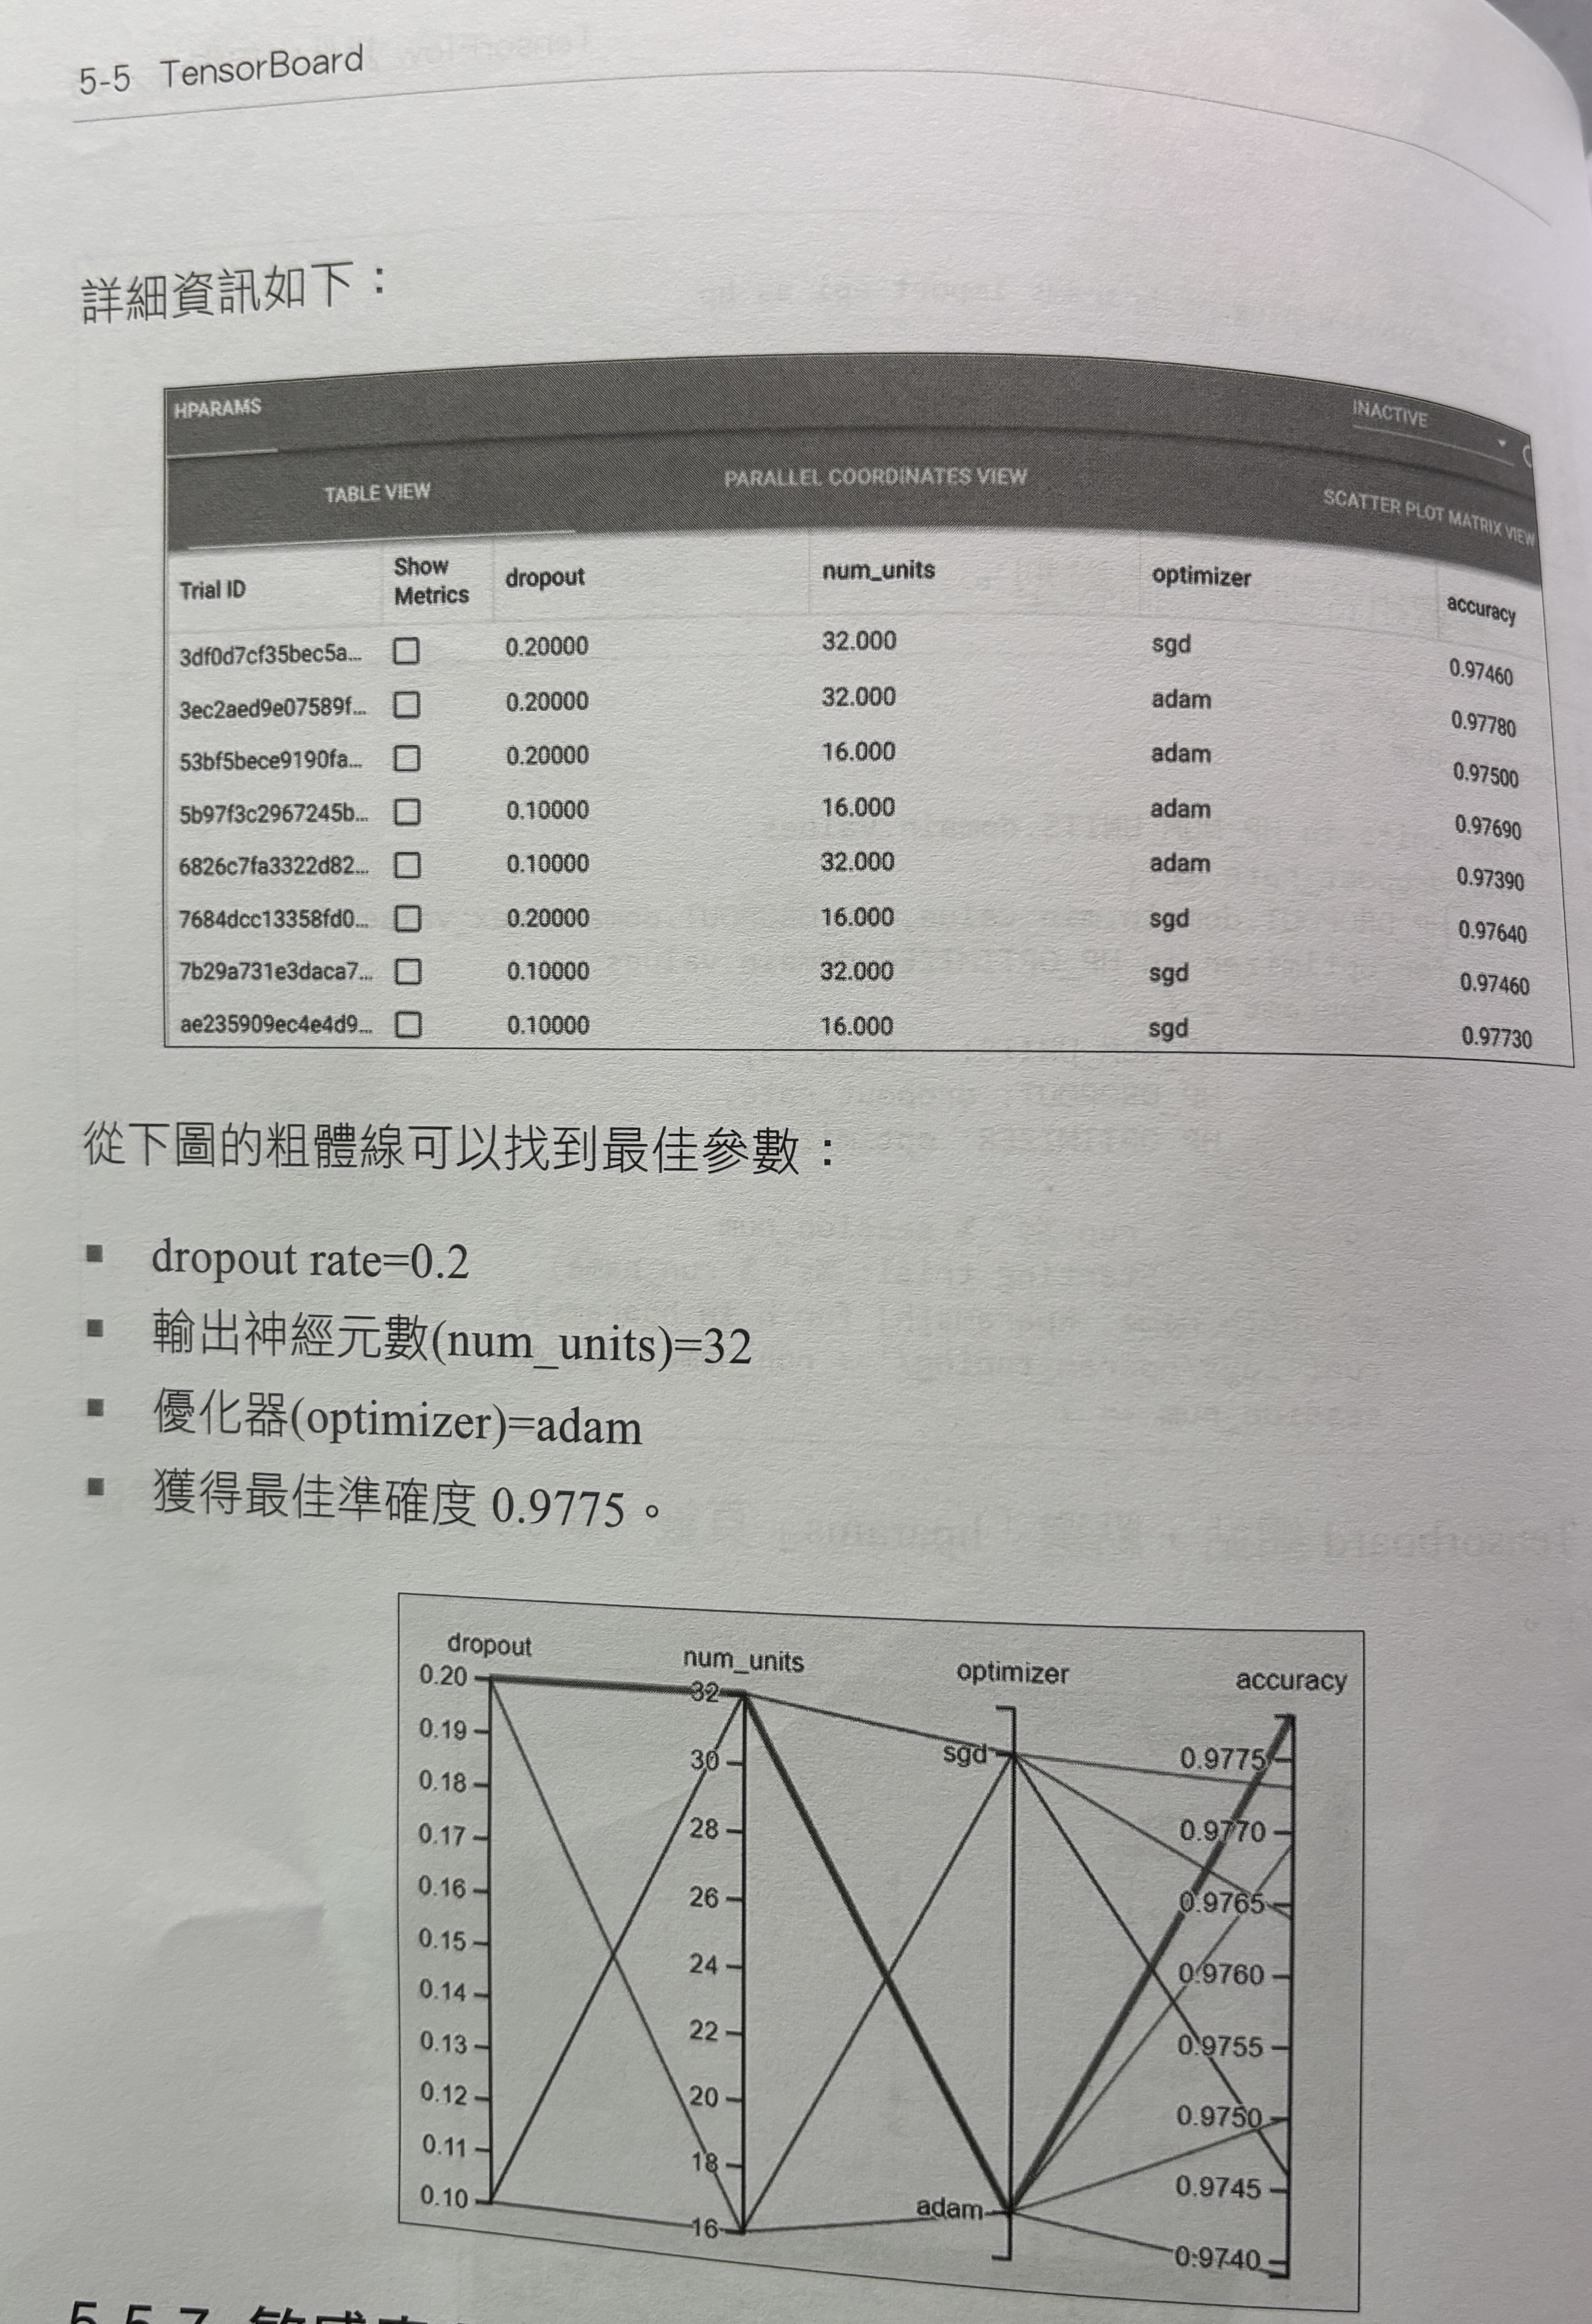 5-5 TensorBoard
詳細資訊如下：
HPARAMS INACTIVE
TABLE VIEW PARALLEL COORDINATES VIEW SCATTER PLOT MATRIX VIEW
Trial ID Show Metrics dropout num_units optimizer accuracy
3df0d7cf35bec5a... 0.20000 32.000 sgd 0.97460
3ec2aed9e07589f... 0.20000 32.000 adam 0.97780
53bf5bece9190fa... 0.20000 16.000 adam 0.97500
5b97f3c2967245b... 0.10000 16.000 adam 0.97690
6826c7fa3322d82... 0.10000 32.000 adam 0.97390
7684dcc13358fd0... 0.20000 16.000 sgd 0.97640
7b29a731e3daca7... 0.10000 32.000 sgd 0.97460
ae235909ec4e4d9... 0.10000 16.000 sgd 0.97730
從下圖的粗體線可以找到最佳參數：
▪ dropout rate=0.2
▪ 輸出神經元數(num_units)=32
▪ 優化器(optimizer)=adam
▪ 獲得最佳準確度 0.9775。
dropout num_units optimizer accuracy
0.20
0.19
0.18
0.17
0.16
0.15
0.14
0.13
0.12
0.11
0.10
32
30
28
26
24
22
20
18
16
sgd
adam
0.9775
0.9770
0.9765
0.9760
0.9755
0.9750
0.9745
0.9740
5-5-7 敏感度